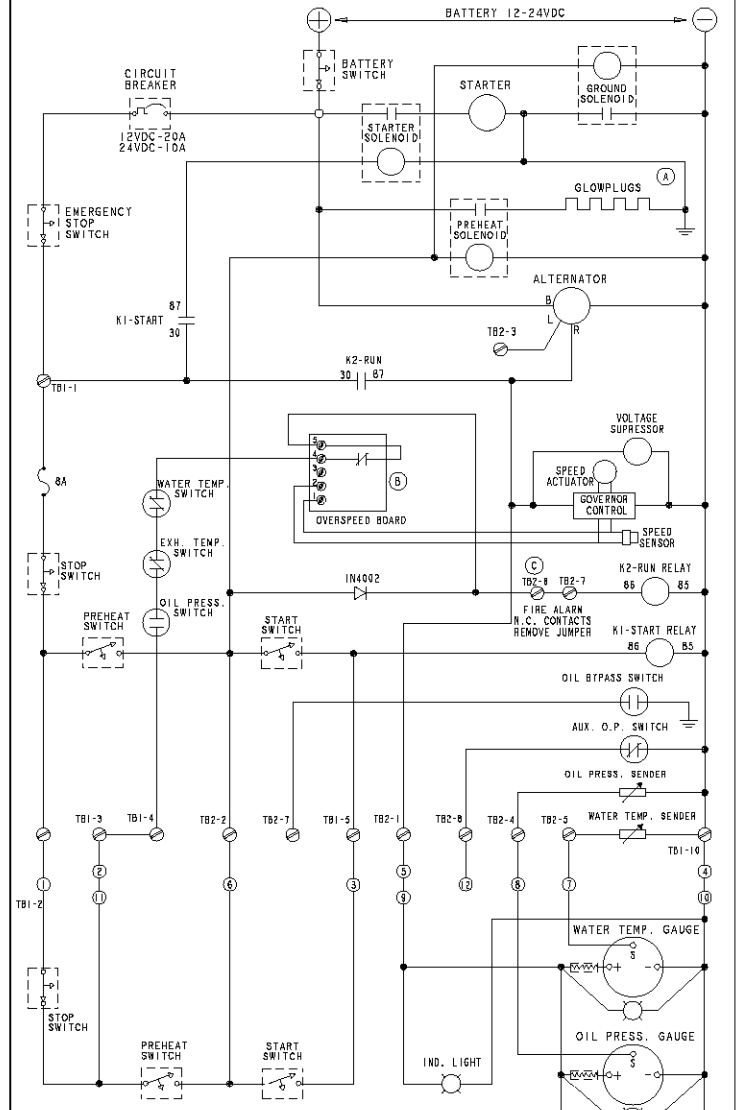 BATTERY 12-24VDC
+
−
BATTERY
SWITCH
CIRCUIT
BREAKER
12VDC-20A
24VDC-10A
STARTER
GROUND
SOLENOID
STARTER
SOLENOID
A
GLOWPLUGS
EMERGENCY
STOP
SWITCH
PREHEAT
SOLENOID
ALTERNATOR
B
L
R
TB2-3
87
K1-START
30
K2-RUN
30
87
TB1-1
VOLTAGE
SUPRESSOR
SPEED
ACTUATOR
GOVERNOR
CONTROL
SPEED
SENSOR
8A
WATER TEMP.
SWITCH
5
4
3
2
1
B
OVERSPEED BOARD
EXH. TEMP.
SWITCH
STOP
SWITCH
OIL PRESS.
SWITCH
1N4002
C
TB2-8
TB2-7
FIRE ALARM
N.C. CONTACTS
REMOVE JUMPER
K2-RUN RELAY
86
85
PREHEAT
SWITCH
START
SWITCH
K1-START RELAY
86
85
OIL BYPASS SWITCH
AUX. O.P. SWITCH
OIL PRESS. SENDER
WATER TEMP. SENDER
TB1-3
TB1-4
TB2-2
TB2-7
TB1-5
TB2-1
TB2-8
TB2-4
TB2-5
TB1-10
1
2
11
6
3
5
9
12
8
7
4
10
TB1-2
WATER TEMP. GAUGE
S
+
-
STOP
SWITCH
OIL PRESS. GAUGE
S
+
-
PREHEAT
SWITCH
START
SWITCH
IND. LIGHT